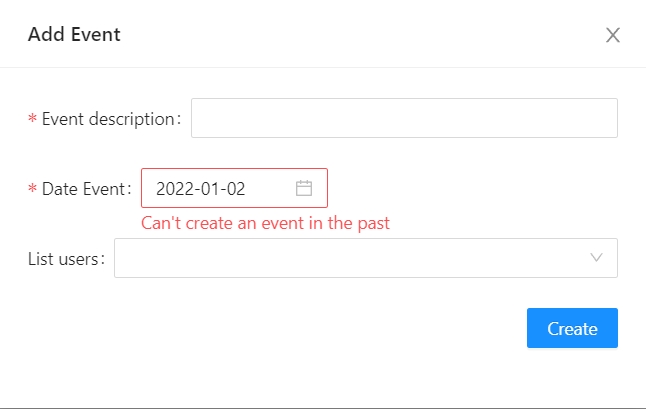 Add Event
* Event description:
* Date Event: 2022-01-02
Can't create an event in the past
List users:
Create